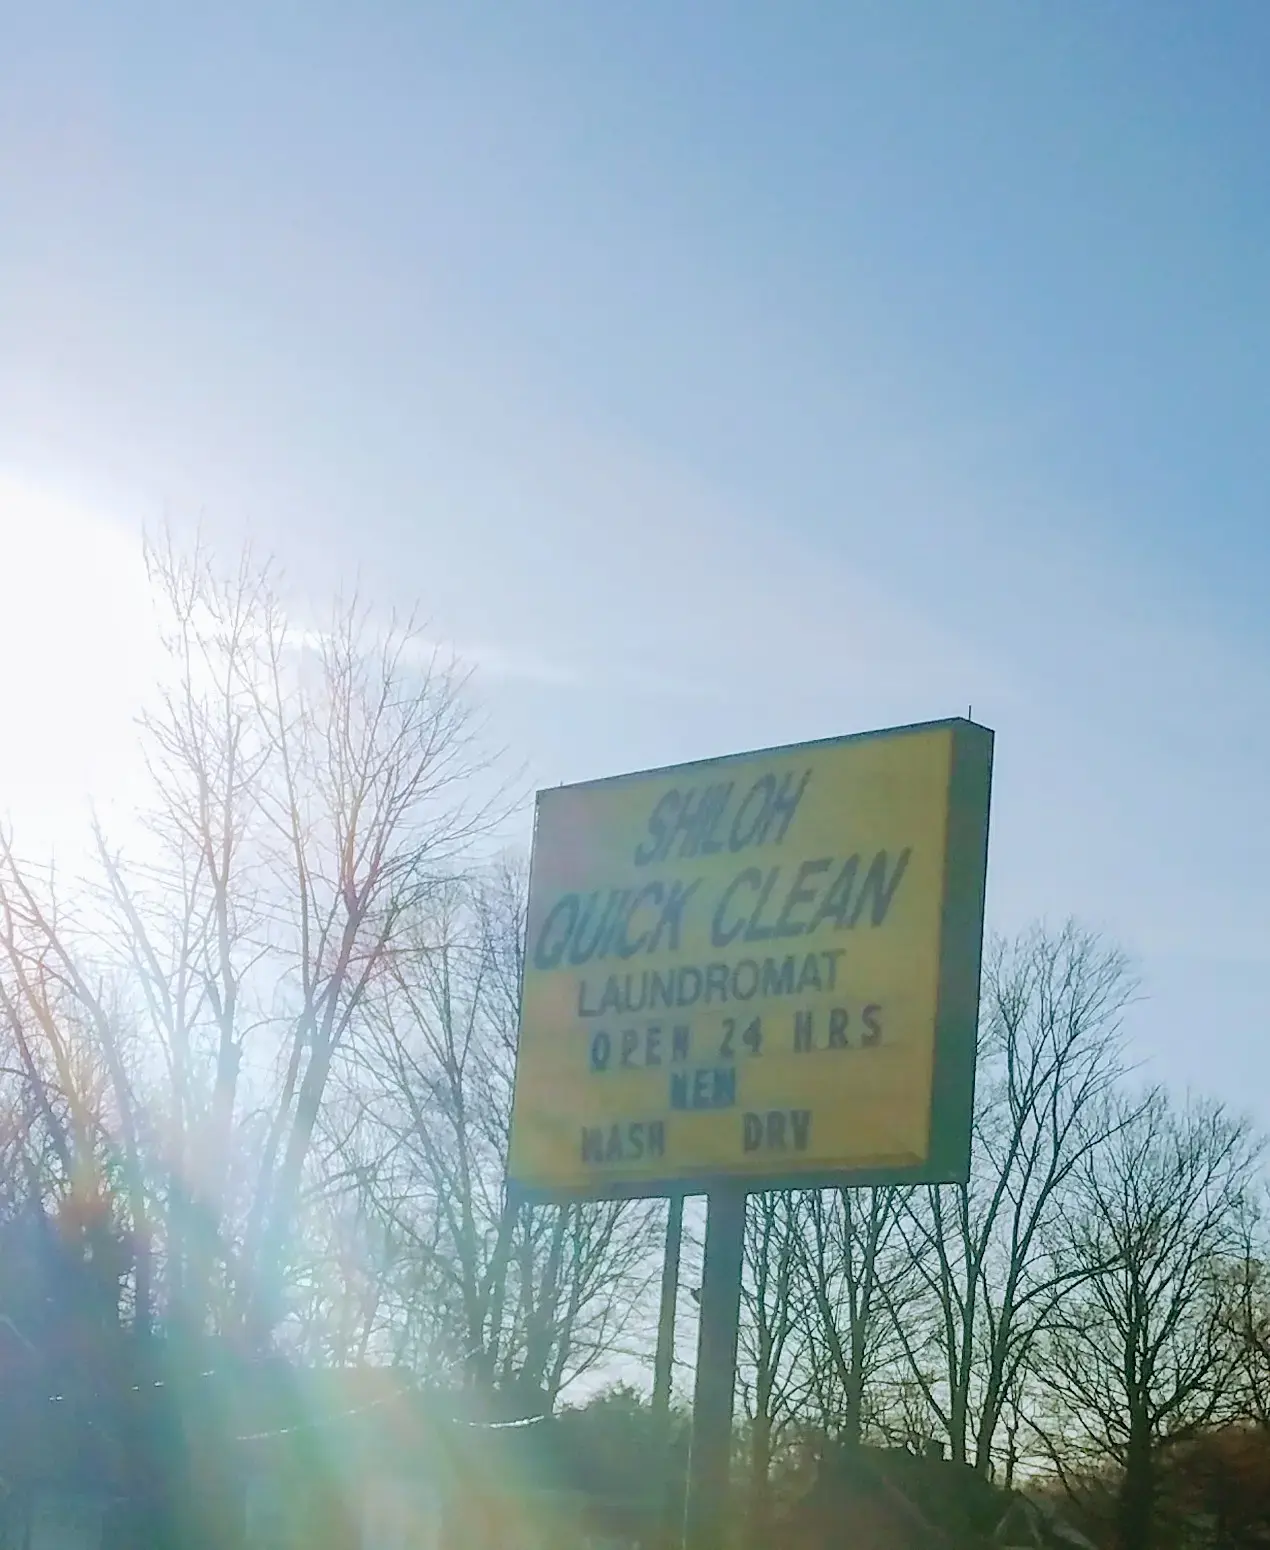 SHILOH
QUICK CLEAN
LAUNDROMAT
OPEN 24 HRS
NEW
WASH DRY